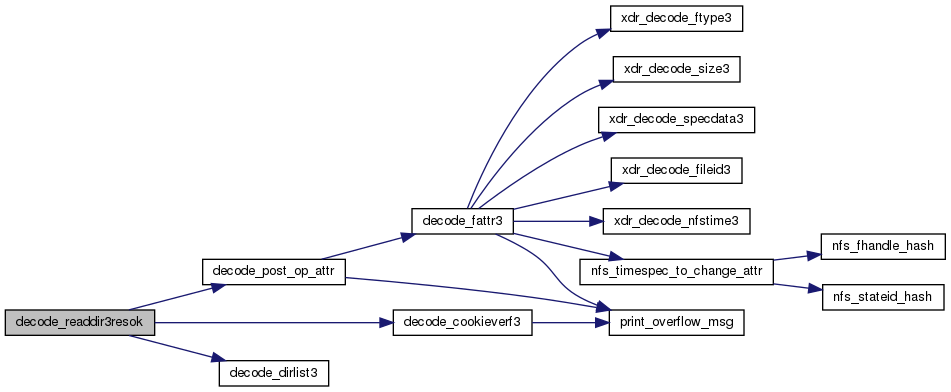 xdr_decode_ftype3
xdr_decode_size3
xdr_decode_specdata3
xdr_decode_fileid3
decode_fattr3
xdr_decode_nfstime3
nfs_fhandle_hash
decode_post_op_attr
nfs_timespec_to_change_attr
nfs_stateid_hash
decode_readdir3resok
decode_cookieverf3
print_overflow_msg
decode_dirlist3